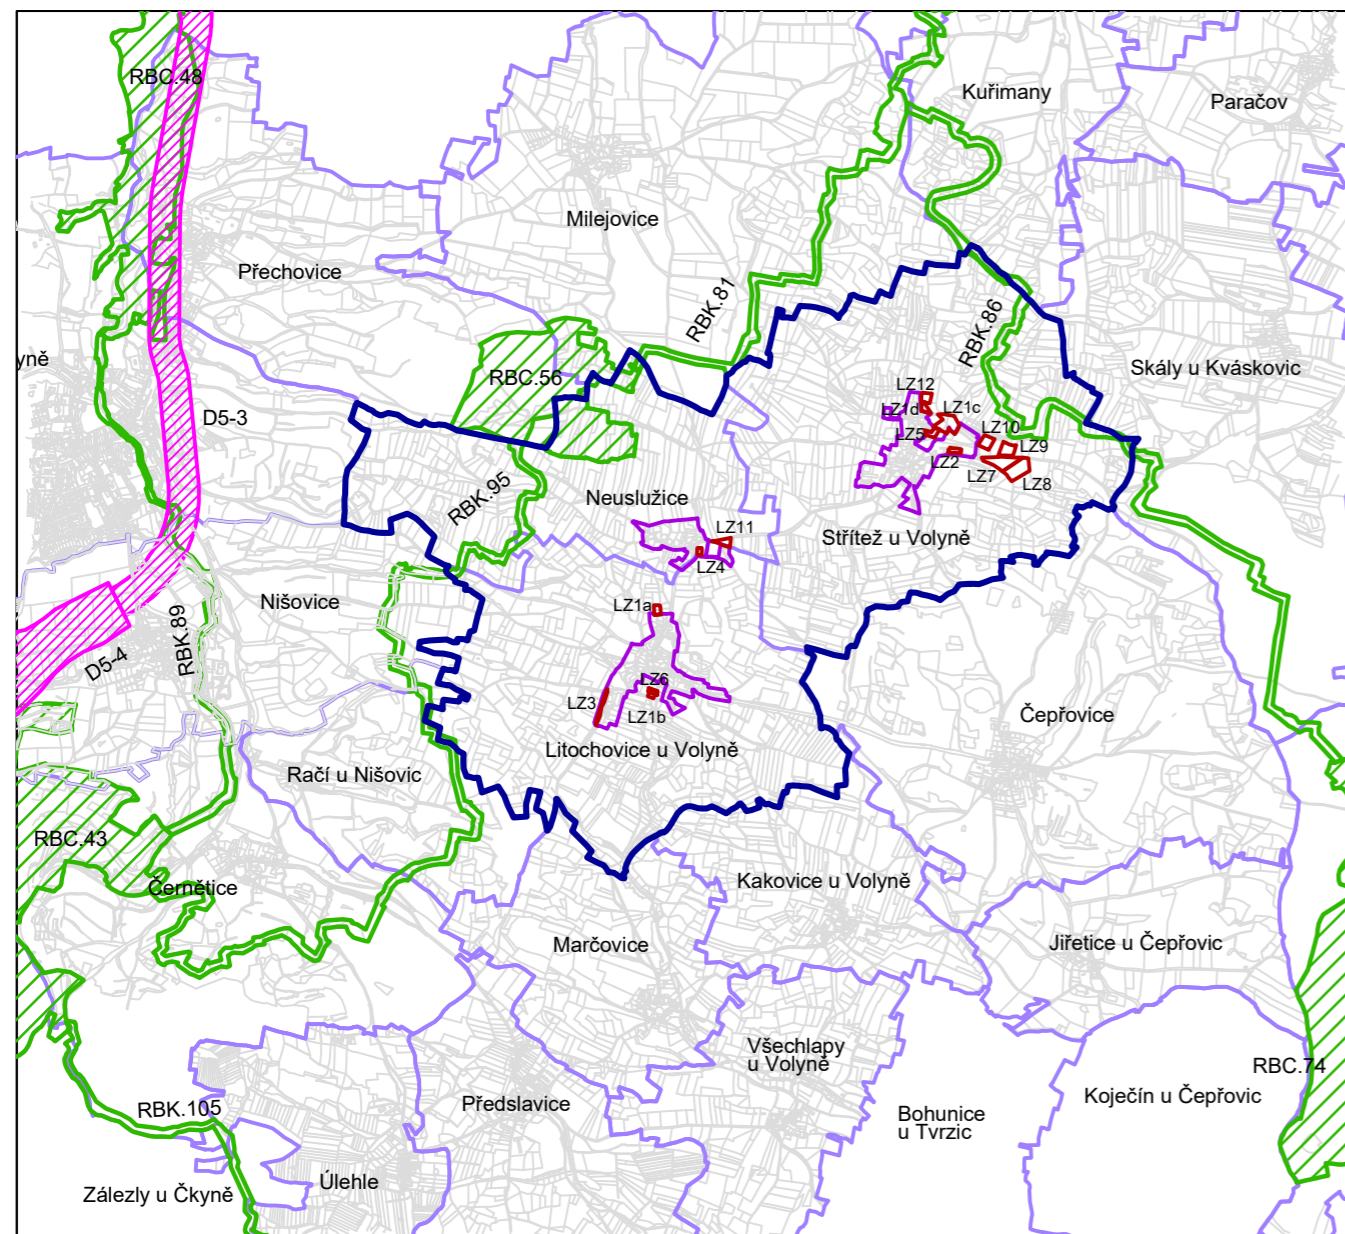 RBC.48
Kuřimany
Paračov
Milejovice
Přechovice
RBK.81
RBK.86
yně
RBC.56
Skály u Kváskovic
D5-3
LZ12
LZ1d
LZ1c
LZ5
LZ10
LZ9
LZ2
LZ7
LZ8
RBK.95
Neuslužice
LZ11
Střítež u Volyně
LZ4
Nišovice
LZ1a
RBK.89
D5-4
LZ6
LZ3
LZ1b
Čepřovice
Litochovice u Volyně
Račí u Nišovic
RBC.43
Černětice
Kakovice u Volyně
Marčovice
Jiřetice u Čepřovic
Všechlapy
u Volyně
RBC.74
Předslavice
Koječín u Čepřovic
RBK.105
Bohunice
u Tvrzic
Úlehle
Zálezly u Čkyně